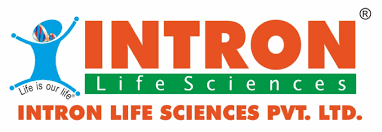 INTRON®
Life Sciences
Life is our life®
INTRON LIFE SCIENCES PVT. LTD.